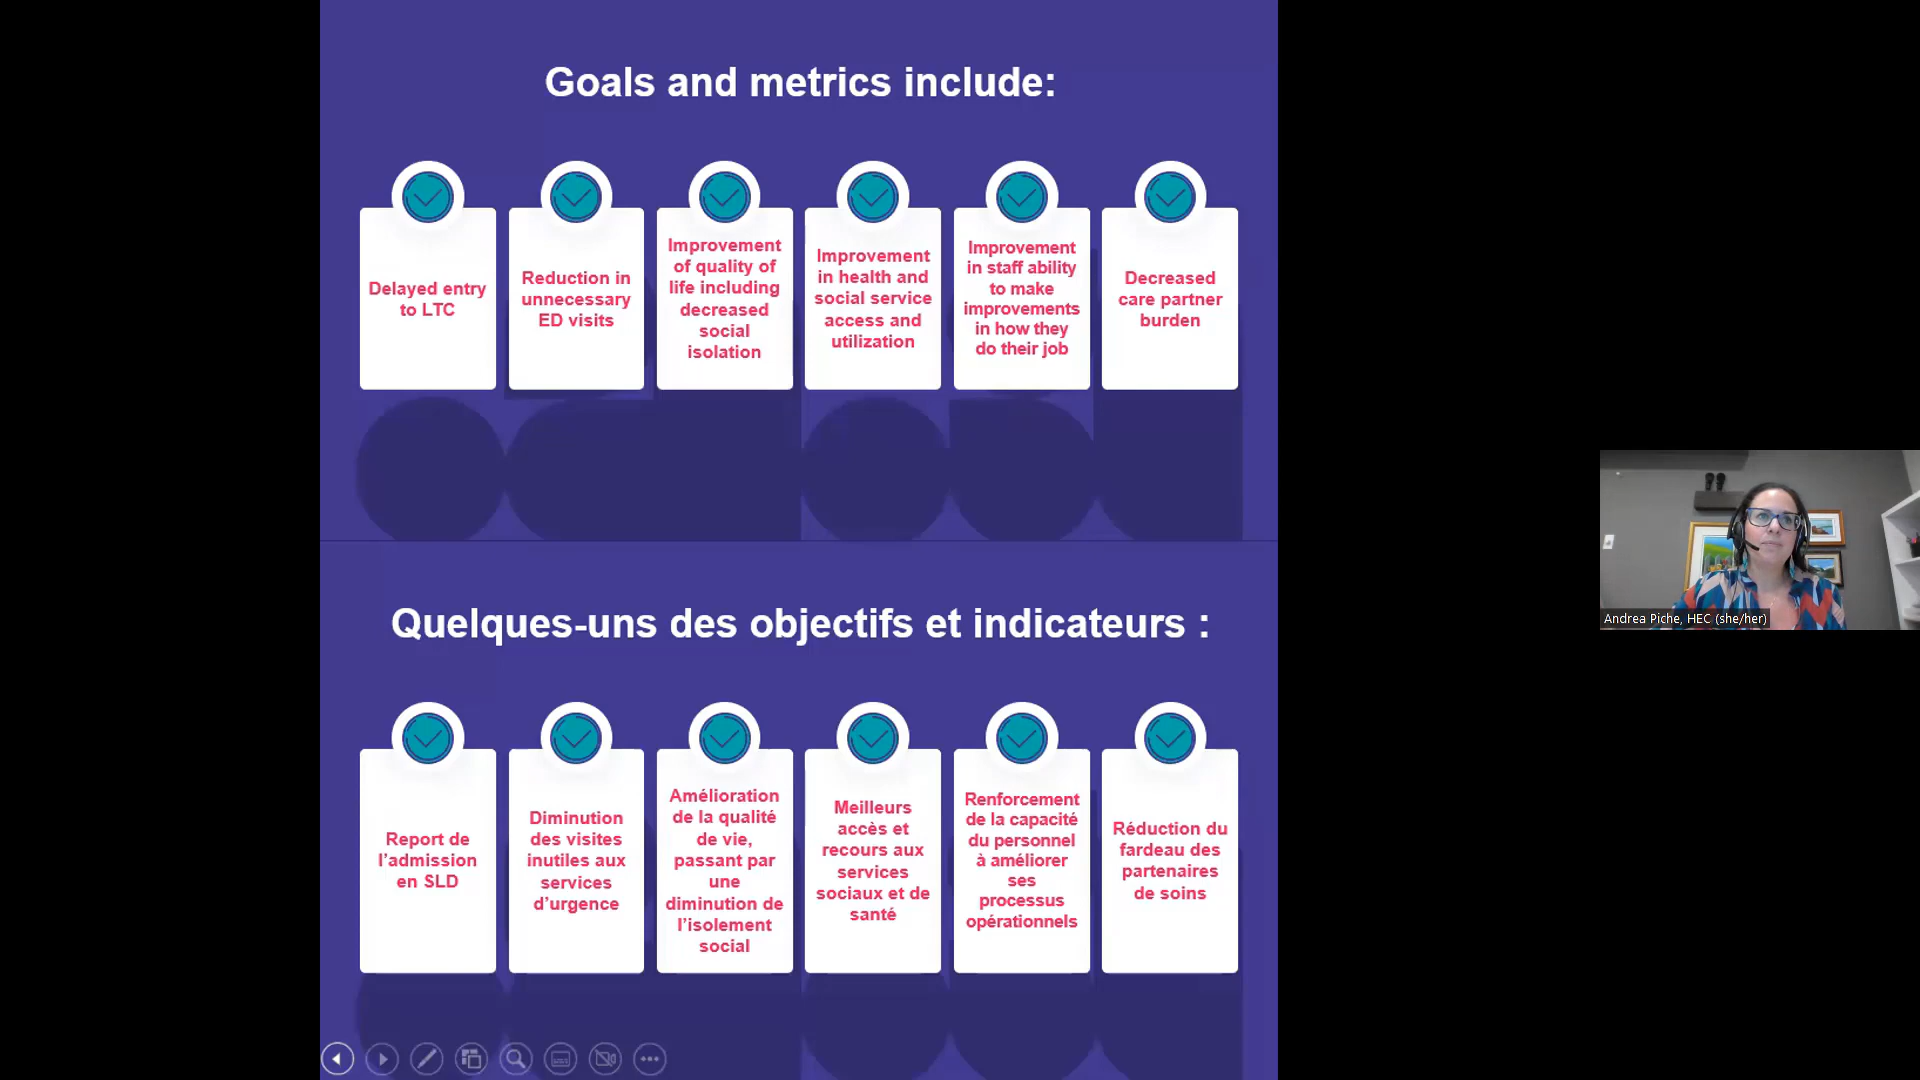 Goals and metrics include:
Delayed entry
to LTC
Reduction in
unnecessary
ED visits
Improvement
of quality of
life including
decreased
social
isolation
Improvement
in health and
social service
access and
utilization
Improvement
in staff ability
to make
improvements
in how they
do their job
Decreased
care partner
burden
Quelques-uns des objectifs et indicateurs :
Report de
l’admission
en SLD
Diminution
des visites
inutiles aux
services
d’urgence
Amélioration
de la qualité
de vie,
passant par
une
diminution de
l’isolement
social
Meilleurs
accès et
recours aux
services
sociaux et de
santé
Renforcement
de la capacité
du personnel
à améliorer
ses
processus
opérationnels
Réduction du
fardeau des
partenaires
de soins
Andrea Piche, HEC (she/her)